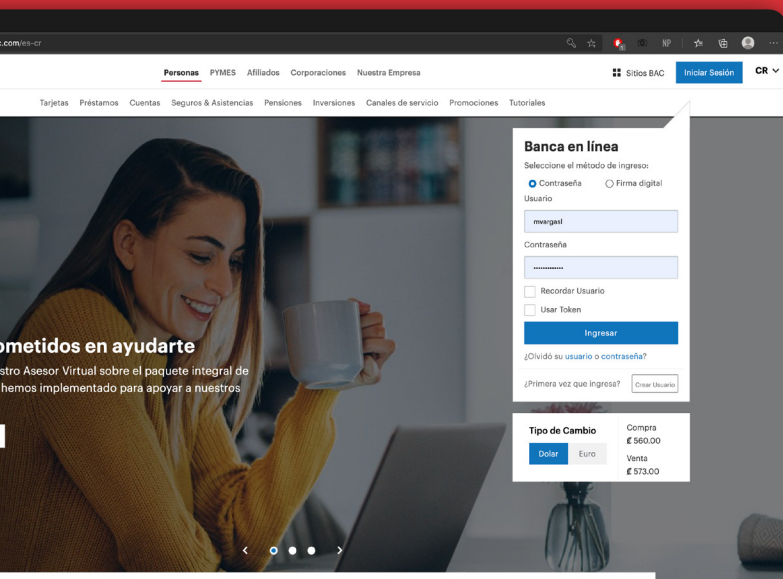 c.com/es-cr
NP
Personas PYMES Afiliados Corporaciones Nuestra Empresa
Sitios BAC
Iniciar Sesión
CR
Tarjetas Préstamos Cuentas Seguros & Asistencias Pensiones Inversiones Canales de servicio Promociones Tutoriales
Banca en línea
Seleccione el método de ingreso:
Contraseña Firma digital
Usuario
mvargasl
Contraseña
.............
Recordar Usuario
Usar Token
Ingresar
¿Olvidó su usuario o contraseña?
¿Primera vez que ingresa? Crear Usuario
ometidos en ayudarte
stro Asesor Virtual sobre el paquete integral de
hemos implementado para apoyar a nuestros
Tipo de Cambio
Dolar Euro
Compra
₡ 560.00
Venta
₡ 573.00